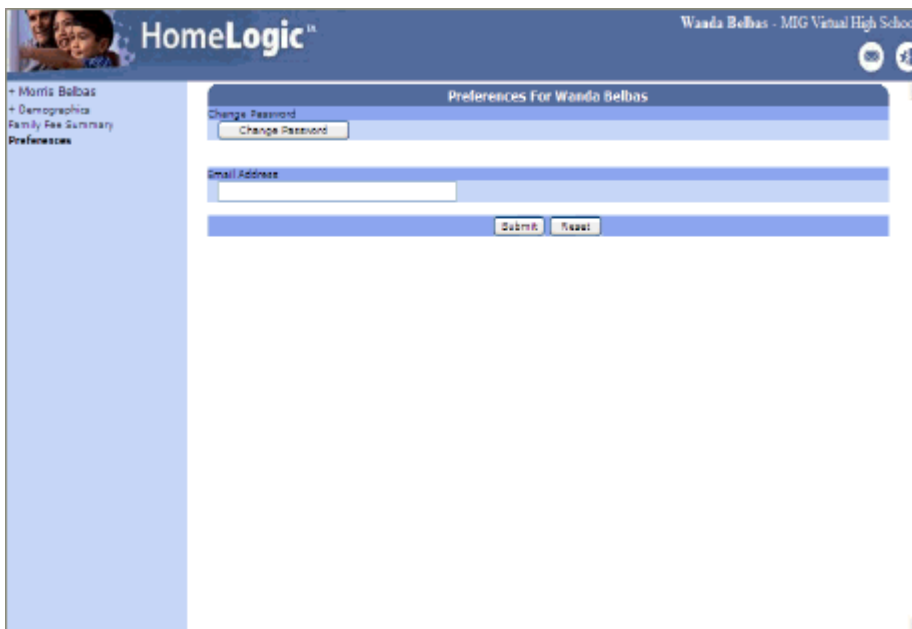 HomeLogic
Wanda Belbas - MIG Virtual High Schoo
+ Morris Belbas
+ Demographics
Family Fee Summary
Preferences
Preferences For Wanda Belbas
Change Password
Change Password
Email Address
Submit Reset